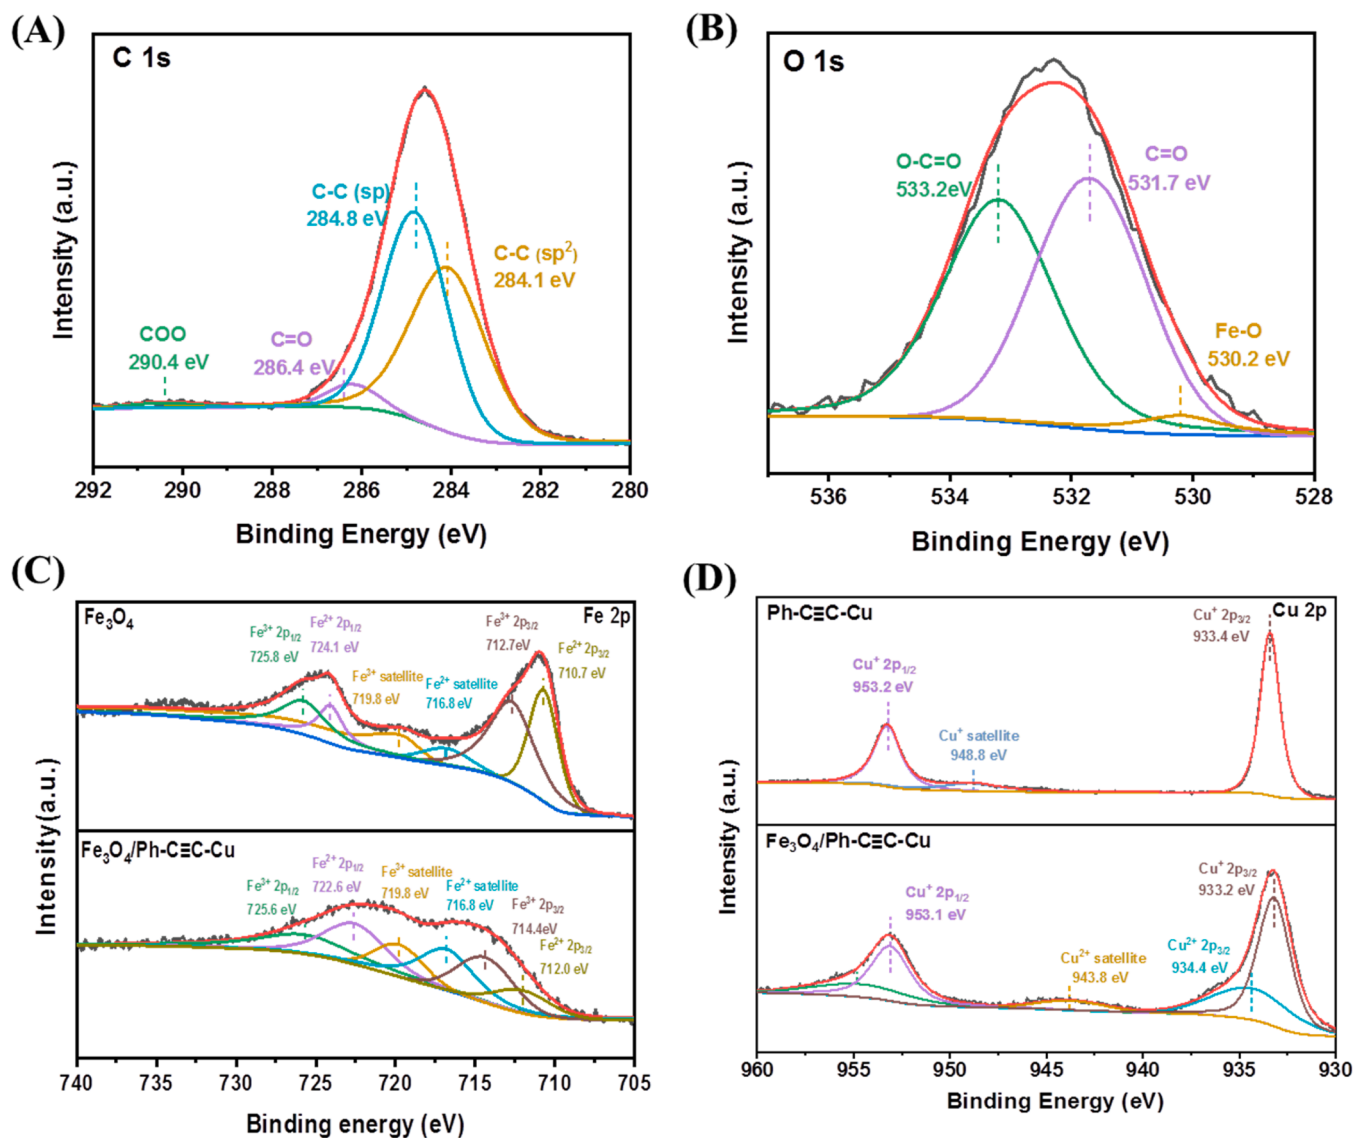 (A)
C 1s
C-C (sp)
284.8 eV
C-C (sp²)
284.1 eV
COO
290.4 eV
C=O
286.4 eV
Intensity (a.u.)
292 290 288 286 284 282 280
Binding Energy (eV)
(B)
O 1s
O-C=O
533.2eV
C=O
531.7 eV
Fe-O
530.2 eV
Intensity (a.u.)
536 534 532 530 528
Binding Energy (eV)
(C)
Fe₃O₄
Fe 2p
Fe³⁺ 2p₁/₂
725.8 eV
Fe²⁺ 2p₁/₂
724.1 eV
Fe³⁺ satellite
719.8 eV
Fe²⁺ satellite
716.8 eV
Fe³⁺ 2p₃/₂
712.7eV
Fe²⁺ 2p₃/₂
710.7 eV
Fe₃O₄/Ph-C≡C-Cu
Fe³⁺ 2p₁/₂
725.6 eV
Fe²⁺ 2p₁/₂
722.6 eV
Fe³⁺ satellite
719.8 eV
Fe²⁺ satellite
716.8 eV
Fe³⁺ 2p₃/₂
714.4eV
Fe²⁺ 2p₃/₂
712.0 eV
Intensity (a.u.)
740 735 730 725 720 715 710 705
Binding energy (eV)
(D)
Ph-C≡C-Cu
Cu 2p
Cu⁺ 2p₁/₂
953.2 eV
Cu⁺ satellite
948.8 eV
Cu⁺ 2p₃/₂
933.4 eV
Fe₃O₄/Ph-C≡C-Cu
Cu⁺ 2p₁/₂
953.1 eV
Cu²⁺ satellite
943.8 eV
Cu²⁺ 2p₃/₂
934.4 eV
Cu⁺ 2p₃/₂
933.2 eV
Intensity (a.u.)
960 955 950 945 940 935 930
Binding Energy (eV)